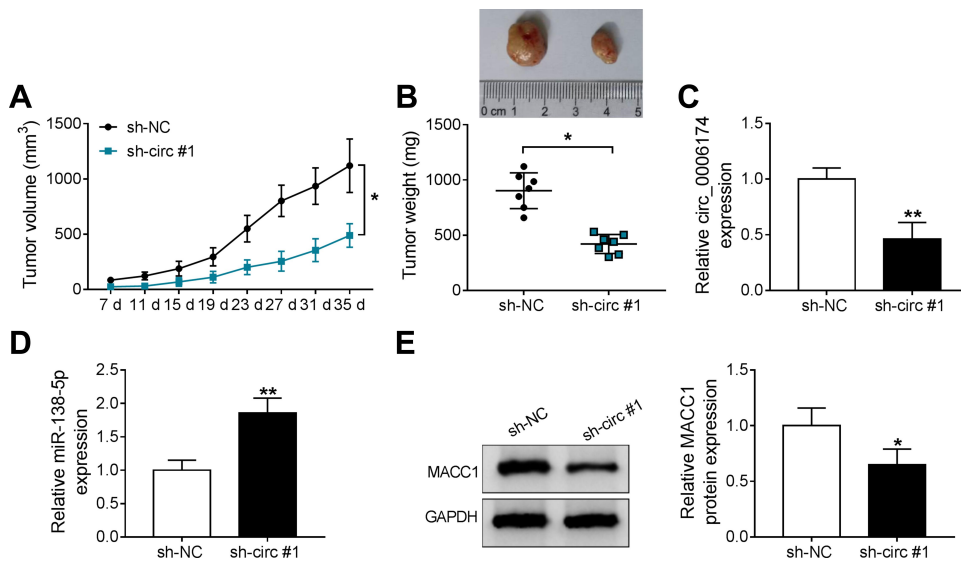 A
Tumor volume (mm3)
1500
1000
500
0
sh-NC
sh-circ #1
*
7 d 11 d 15 d 19 d 23 d 27 d 31 d 35 d
B
0 cm 1 2 3 4 5
Tumor weight (mg)
1500
1000
500
0
*
sh-NC sh-circ #1
C
Relative circ_0006174
expression
1.5
1.0
0.5
0.0
**
sh-NC sh-circ #1
D
Relative miR-138-5p
expression
2.5
2.0
1.5
1.0
0.5
0.0
**
sh-NC sh-circ #1
E
sh-NC sh-circ #1
MACC1
GAPDH
Relative MACC1
protein expression
1.5
1.0
0.5
0.0
*
sh-NC sh-circ #1